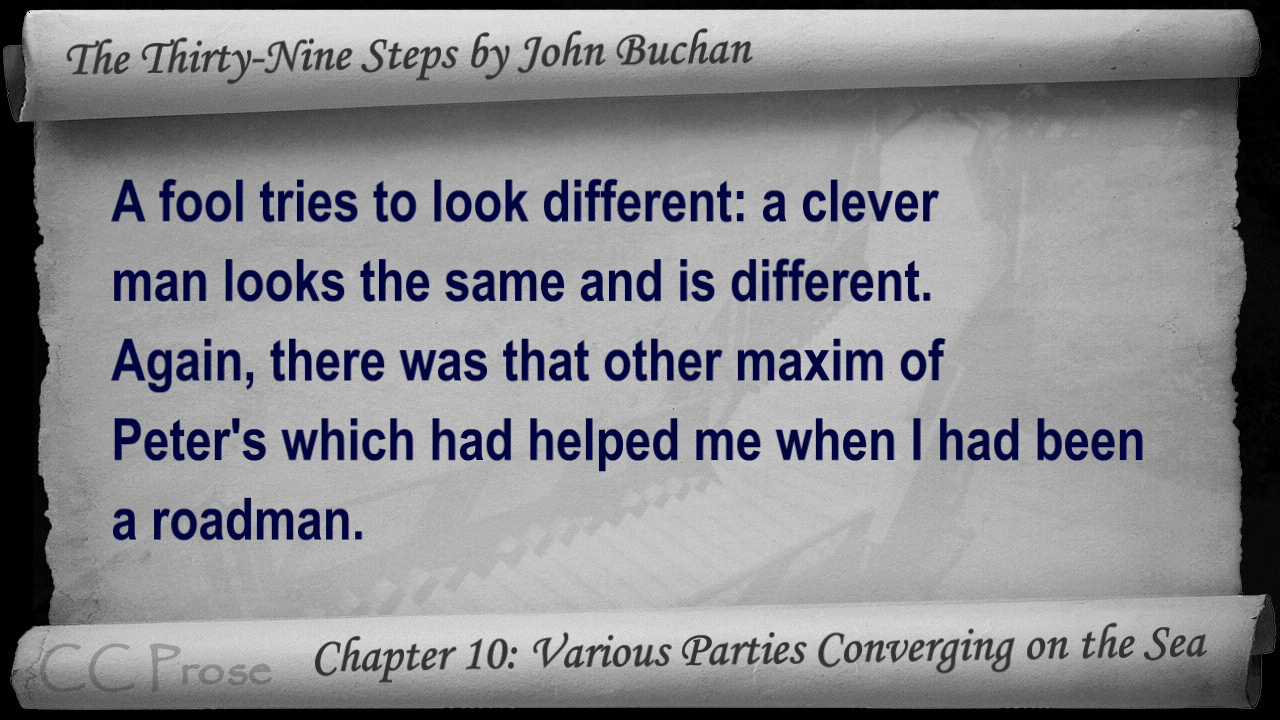 The Thirty-Nine Steps by John Buchan
A fool tries to look different: a clever
man looks the same and is different.
Again, there was that other maxim of
Peter's which had helped me when I had been
a roadman.
CC Prose
Chapter 10: Various Parties Converging on the Sea